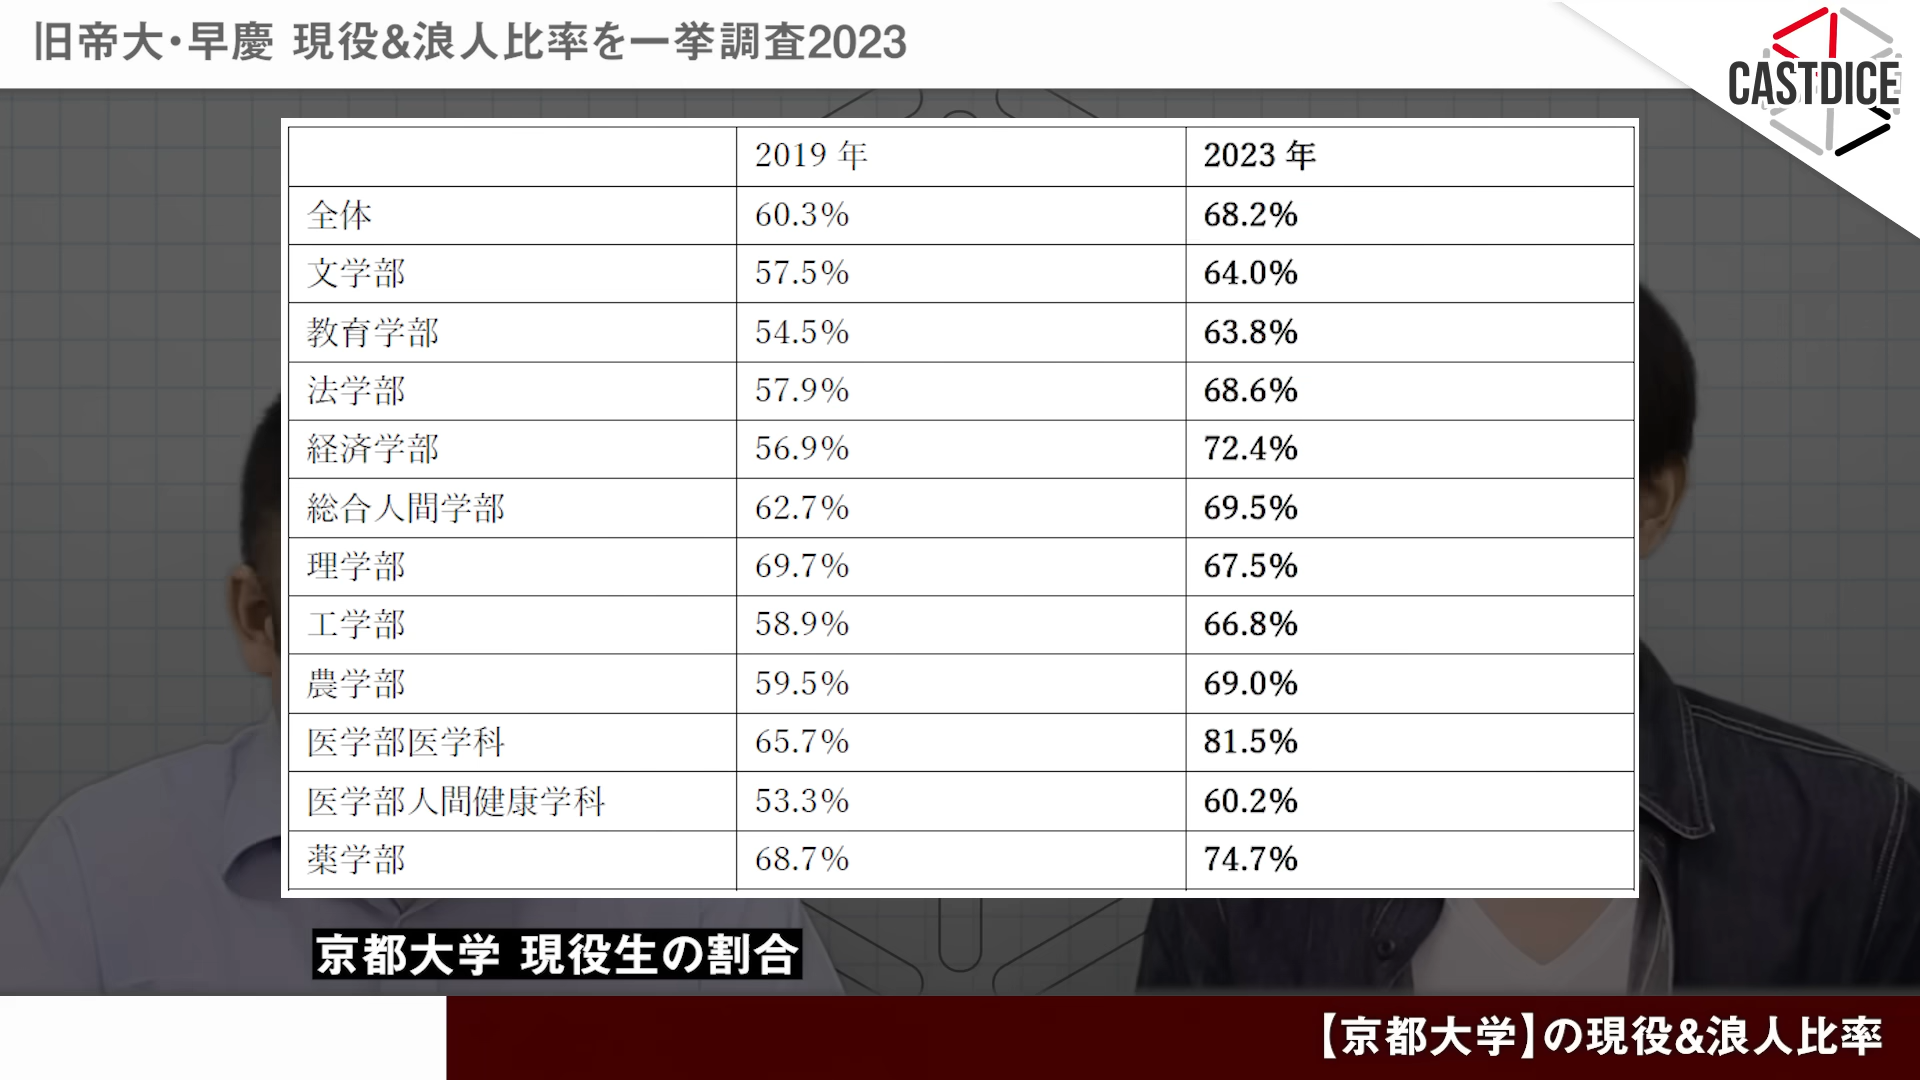 旧帝大・早慶 現役&浪人比率を一挙調査2023
CASTDICE
2019 年 2023 年
全体 60.3% 68.2%
文学部 57.5% 64.0%
教育学部 54.5% 63.8%
法学部 57.9% 68.6%
経済学部 56.9% 72.4%
総合人間学部 62.7% 69.5%
理学部 69.7% 67.5%
工学部 58.9% 66.8%
農学部 59.5% 69.0%
医学部医学科 65.7% 81.5%
医学部人間健康学科 53.3% 60.2%
薬学部 68.7% 74.7%
京都大学 現役生の割合
【京都大学】の現役&浪人比率